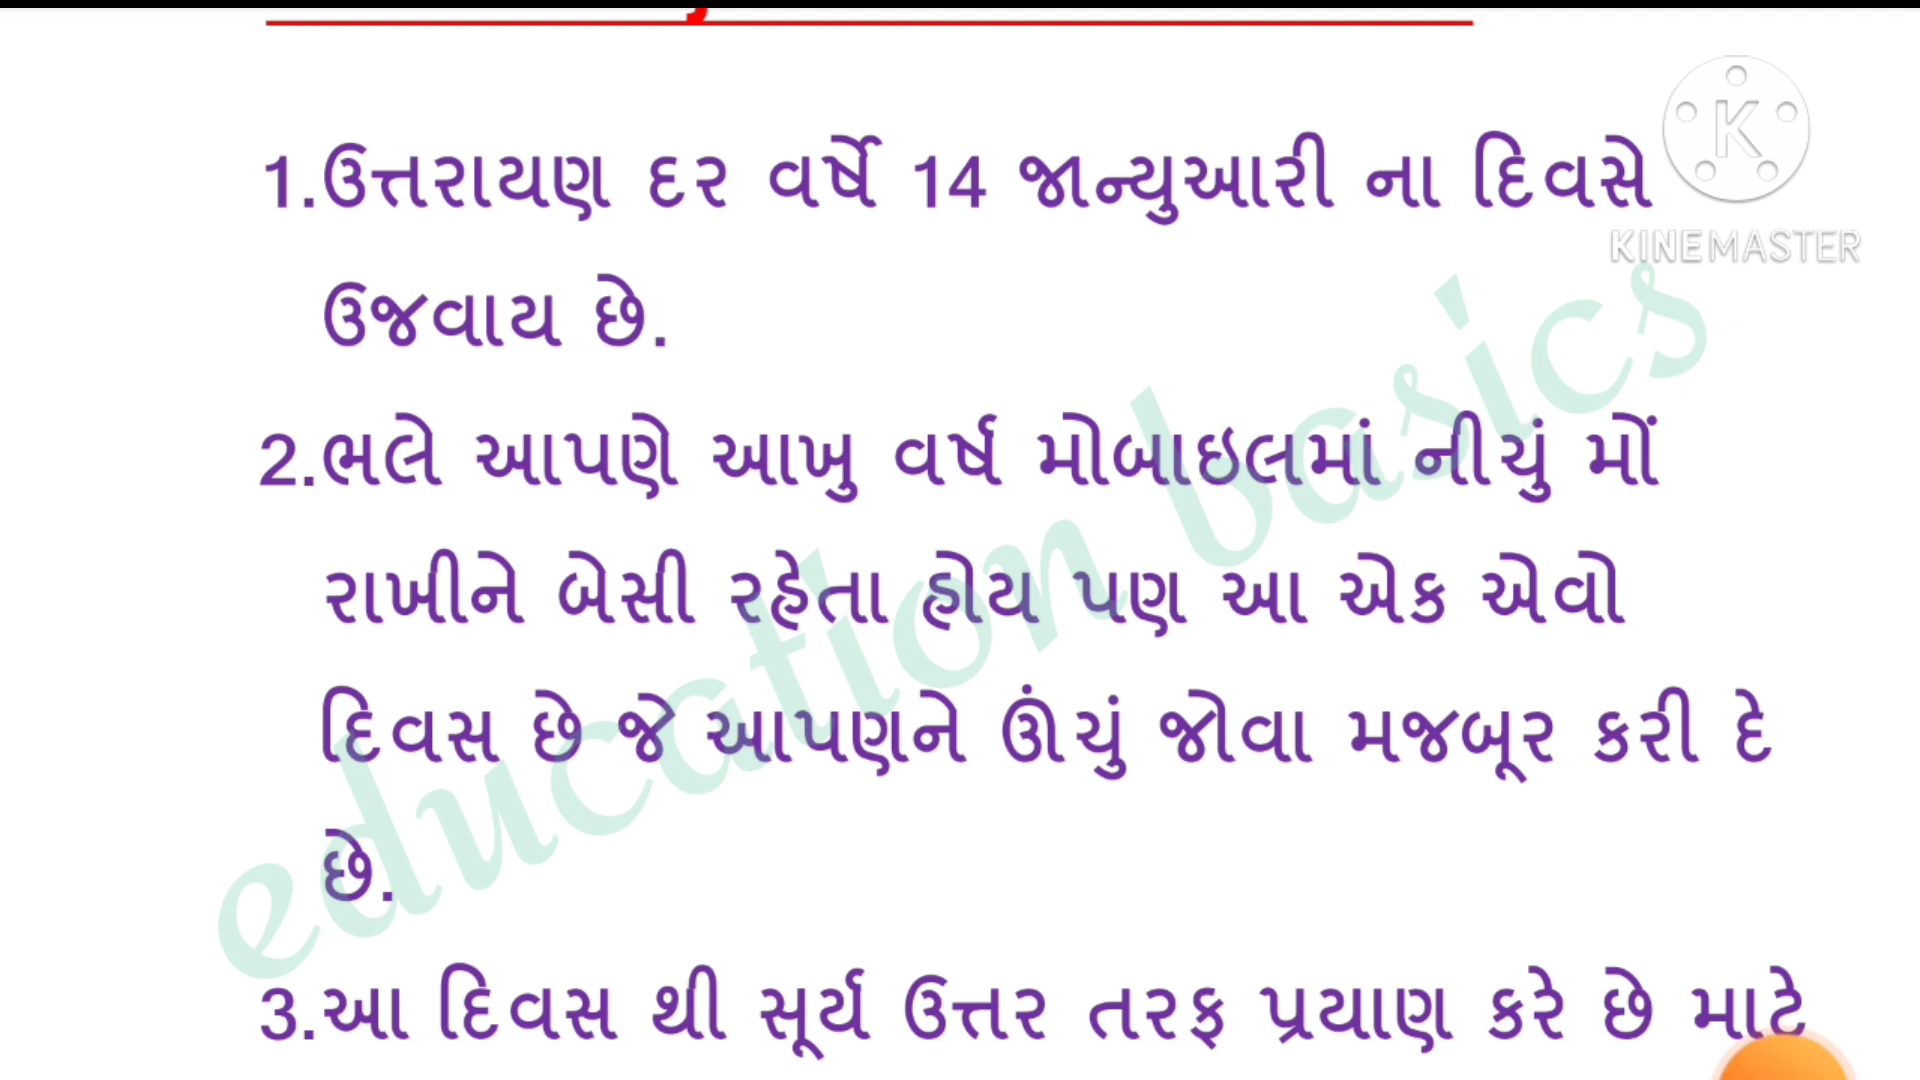 1.ઉત્તરાયણ દર વર્ષે 14 જાન્યુઆરી ના દિવસે
KINEMASTER
ઉજવાય છે.
2.ભલે આપણે આખુ વર્ષ મોબાઇલમાં નીચું મોં
રાખીને બેસી રહેતા હોય પણ આ એક એવો
દિવસ છે જે આપણને ઊંચું જોવા મજબૂર કરી દે
છે.
3.આ દિવસ થી સૂર્ય ઉત્તર તરફ પ્રયાણ કરે છે માટે
education basics